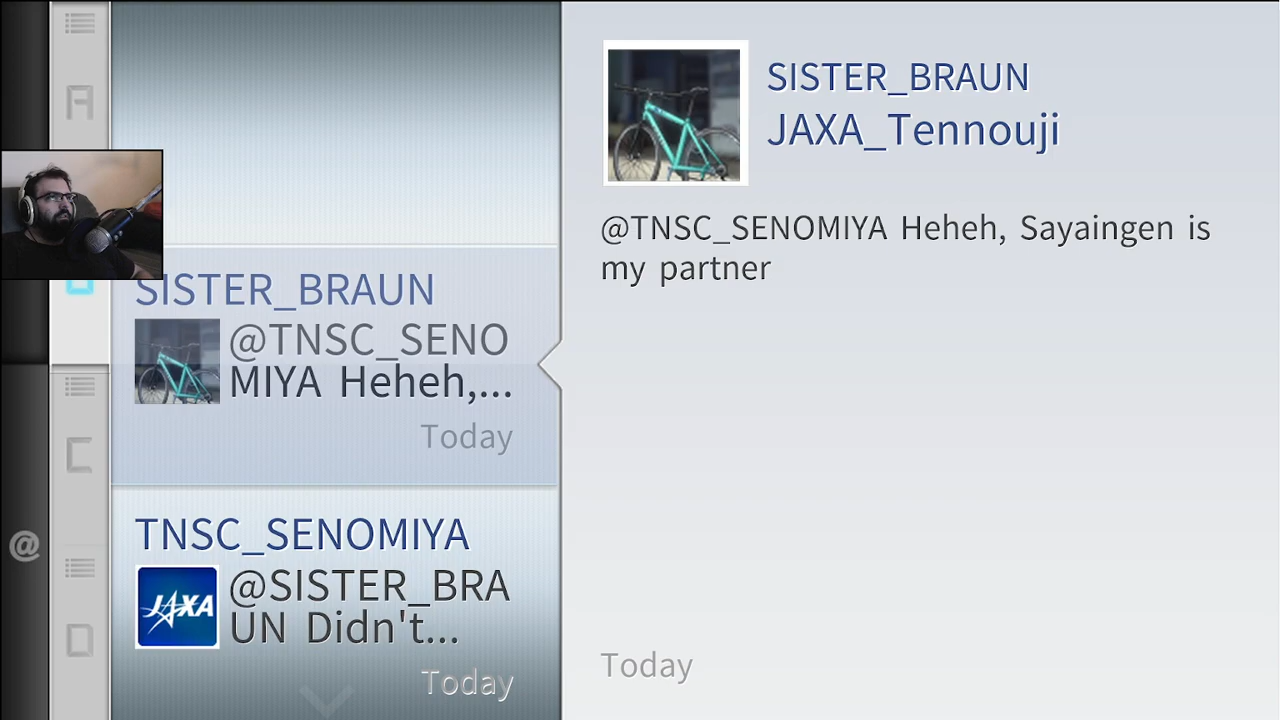 A
C
@
D
SISTER_BRAUN
@TNSC_SENO
MIYA Heheh,...
Today
TNSC_SENOMIYA
JAXA
@SISTER_BRA
UN Didn't...
Today
SISTER_BRAUN
JAXA_Tennouji
@TNSC_SENOMIYA Heheh, Sayaingen is
my partner
Today